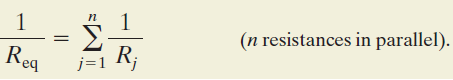 1/R_eq = Σ_{j=1}^{n} 1/R_j (n resistances in parallel).